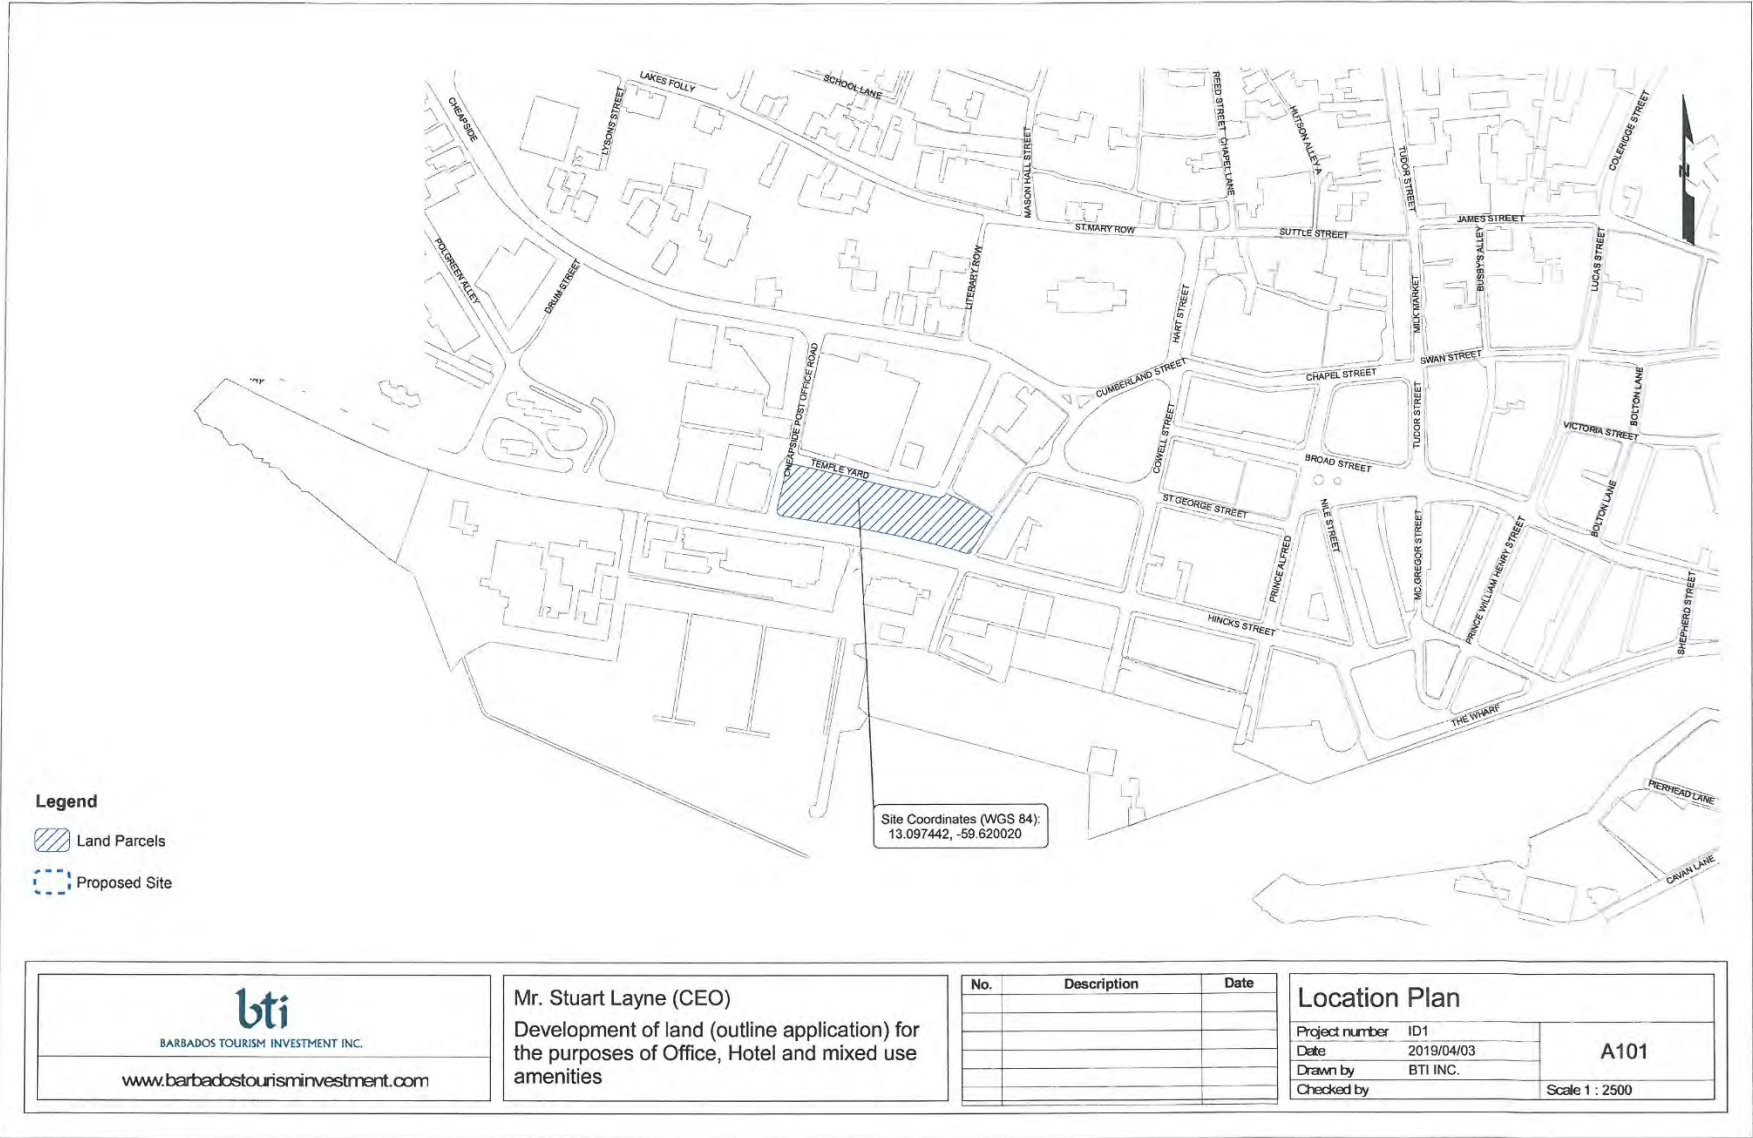 CHEAPSIDE
LAKES FOLLY
SCHOOL LANE
LYSONS STREET
MASON HALL STREET
REED STREET
CHAPEL LANE
HUTSON ALLEY A
TUDOR STREET
COLERIDGE STREET
N
ST.MARY ROW
SUTTLE STREET
JAMES STREET
POLGREEN ALLEY
DRUM STREET
LITERARY ROW
HART STREET
MILK MARKET
BUSBY'S ALLEY
LUCAS STREET
CHEAPSIDE POST OFFICE ROAD
CUMBERLAND STREET
CHAPEL STREET
SWAN STREET
BOLTON LANE
TUDOR STREET
COWELL STREET
VICTORIA STREET
TEMPLE YARD
BROAD STREET
ST.GEORGE STREET
NILE STREET
BOLTON LANE
PRINCE ALFRED
MC.GREGOR STREET
PRINCE WILLIAM HENRY STREET
SHEPHERD STREET
HINCKS STREET
THE WHARF
PIERHEAD LANE
CAVAN LANE
Site Coordinates (WGS 84):
13.097442, -59.620020
Legend
Land Parcels
Proposed Site
bti
BARBADOS TOURISM INVESTMENT INC.
www.barbadostourisminvestment.com
Mr. Stuart Layne (CEO)
Development of land (outline application) for
the purposes of Office, Hotel and mixed use
amenities
No. Description Date
Location Plan
Project number ID1
Date 2019/04/03
Drawn by BTI INC.
Checked by
A101
Scale 1 : 2500